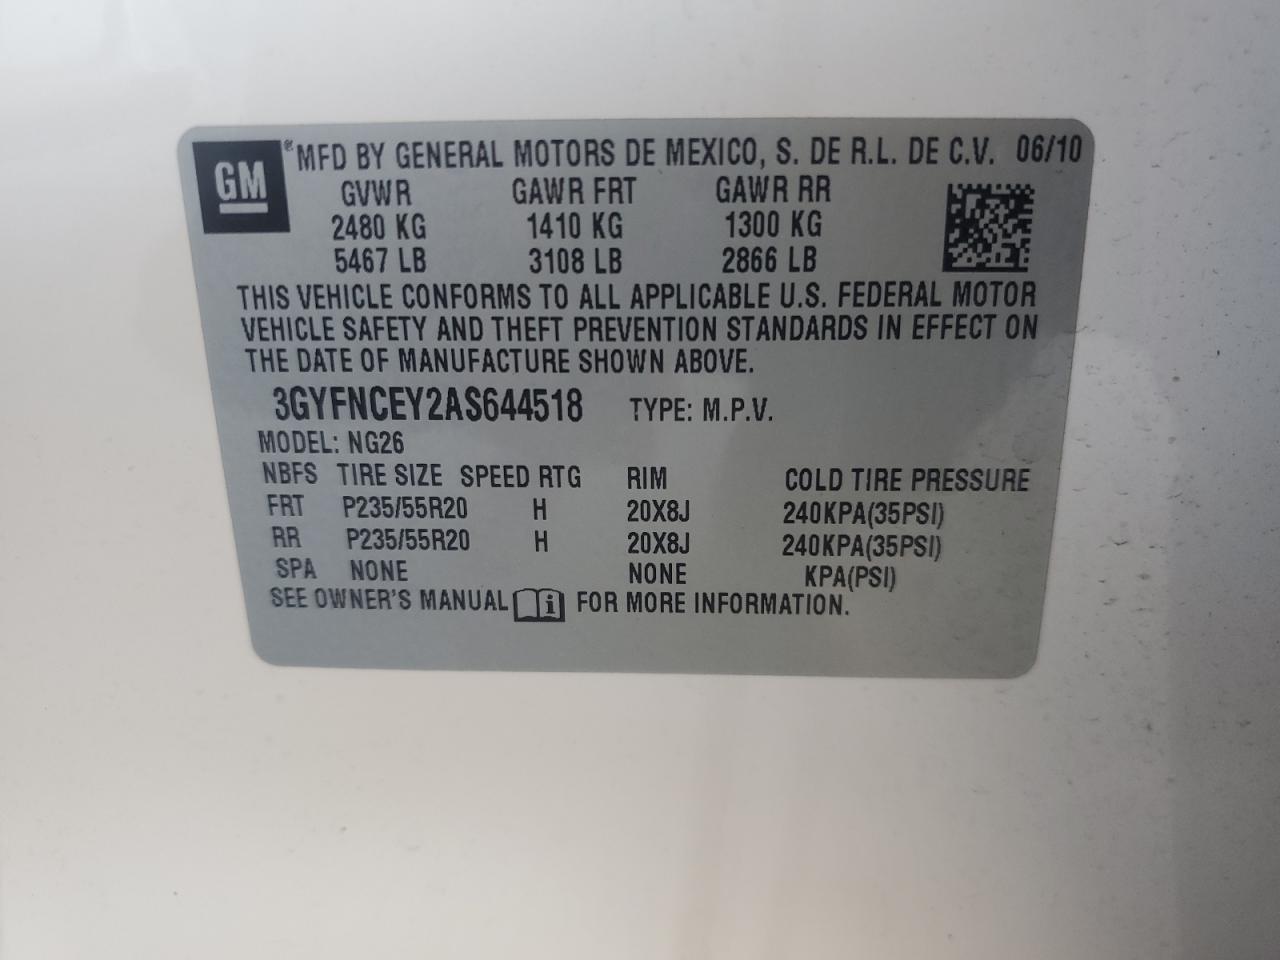 GM ® MFD BY GENERAL MOTORS DE MEXICO, S. DE R.L. DE C.V. 06/10
GVWR GAWR FRT GAWR RR
2480 KG 1410 KG 1300 KG
5467 LB 3108 LB 2866 LB
THIS VEHICLE CONFORMS TO ALL APPLICABLE U.S. FEDERAL MOTOR
VEHICLE SAFETY AND THEFT PREVENTION STANDARDS IN EFFECT ON
THE DATE OF MANUFACTURE SHOWN ABOVE.
3GYFNCEY2AS644518 TYPE: M.P.V.
MODEL: NG26
NBFS TIRE SIZE SPEED RTG RIM COLD TIRE PRESSURE
FRT P235/55R20 H 20X8J 240KPA(35PSI)
RR P235/55R20 H 20X8J 240KPA(35PSI)
SPA NONE NONE KPA(PSI)
SEE OWNER'S MANUAL i FOR MORE INFORMATION.